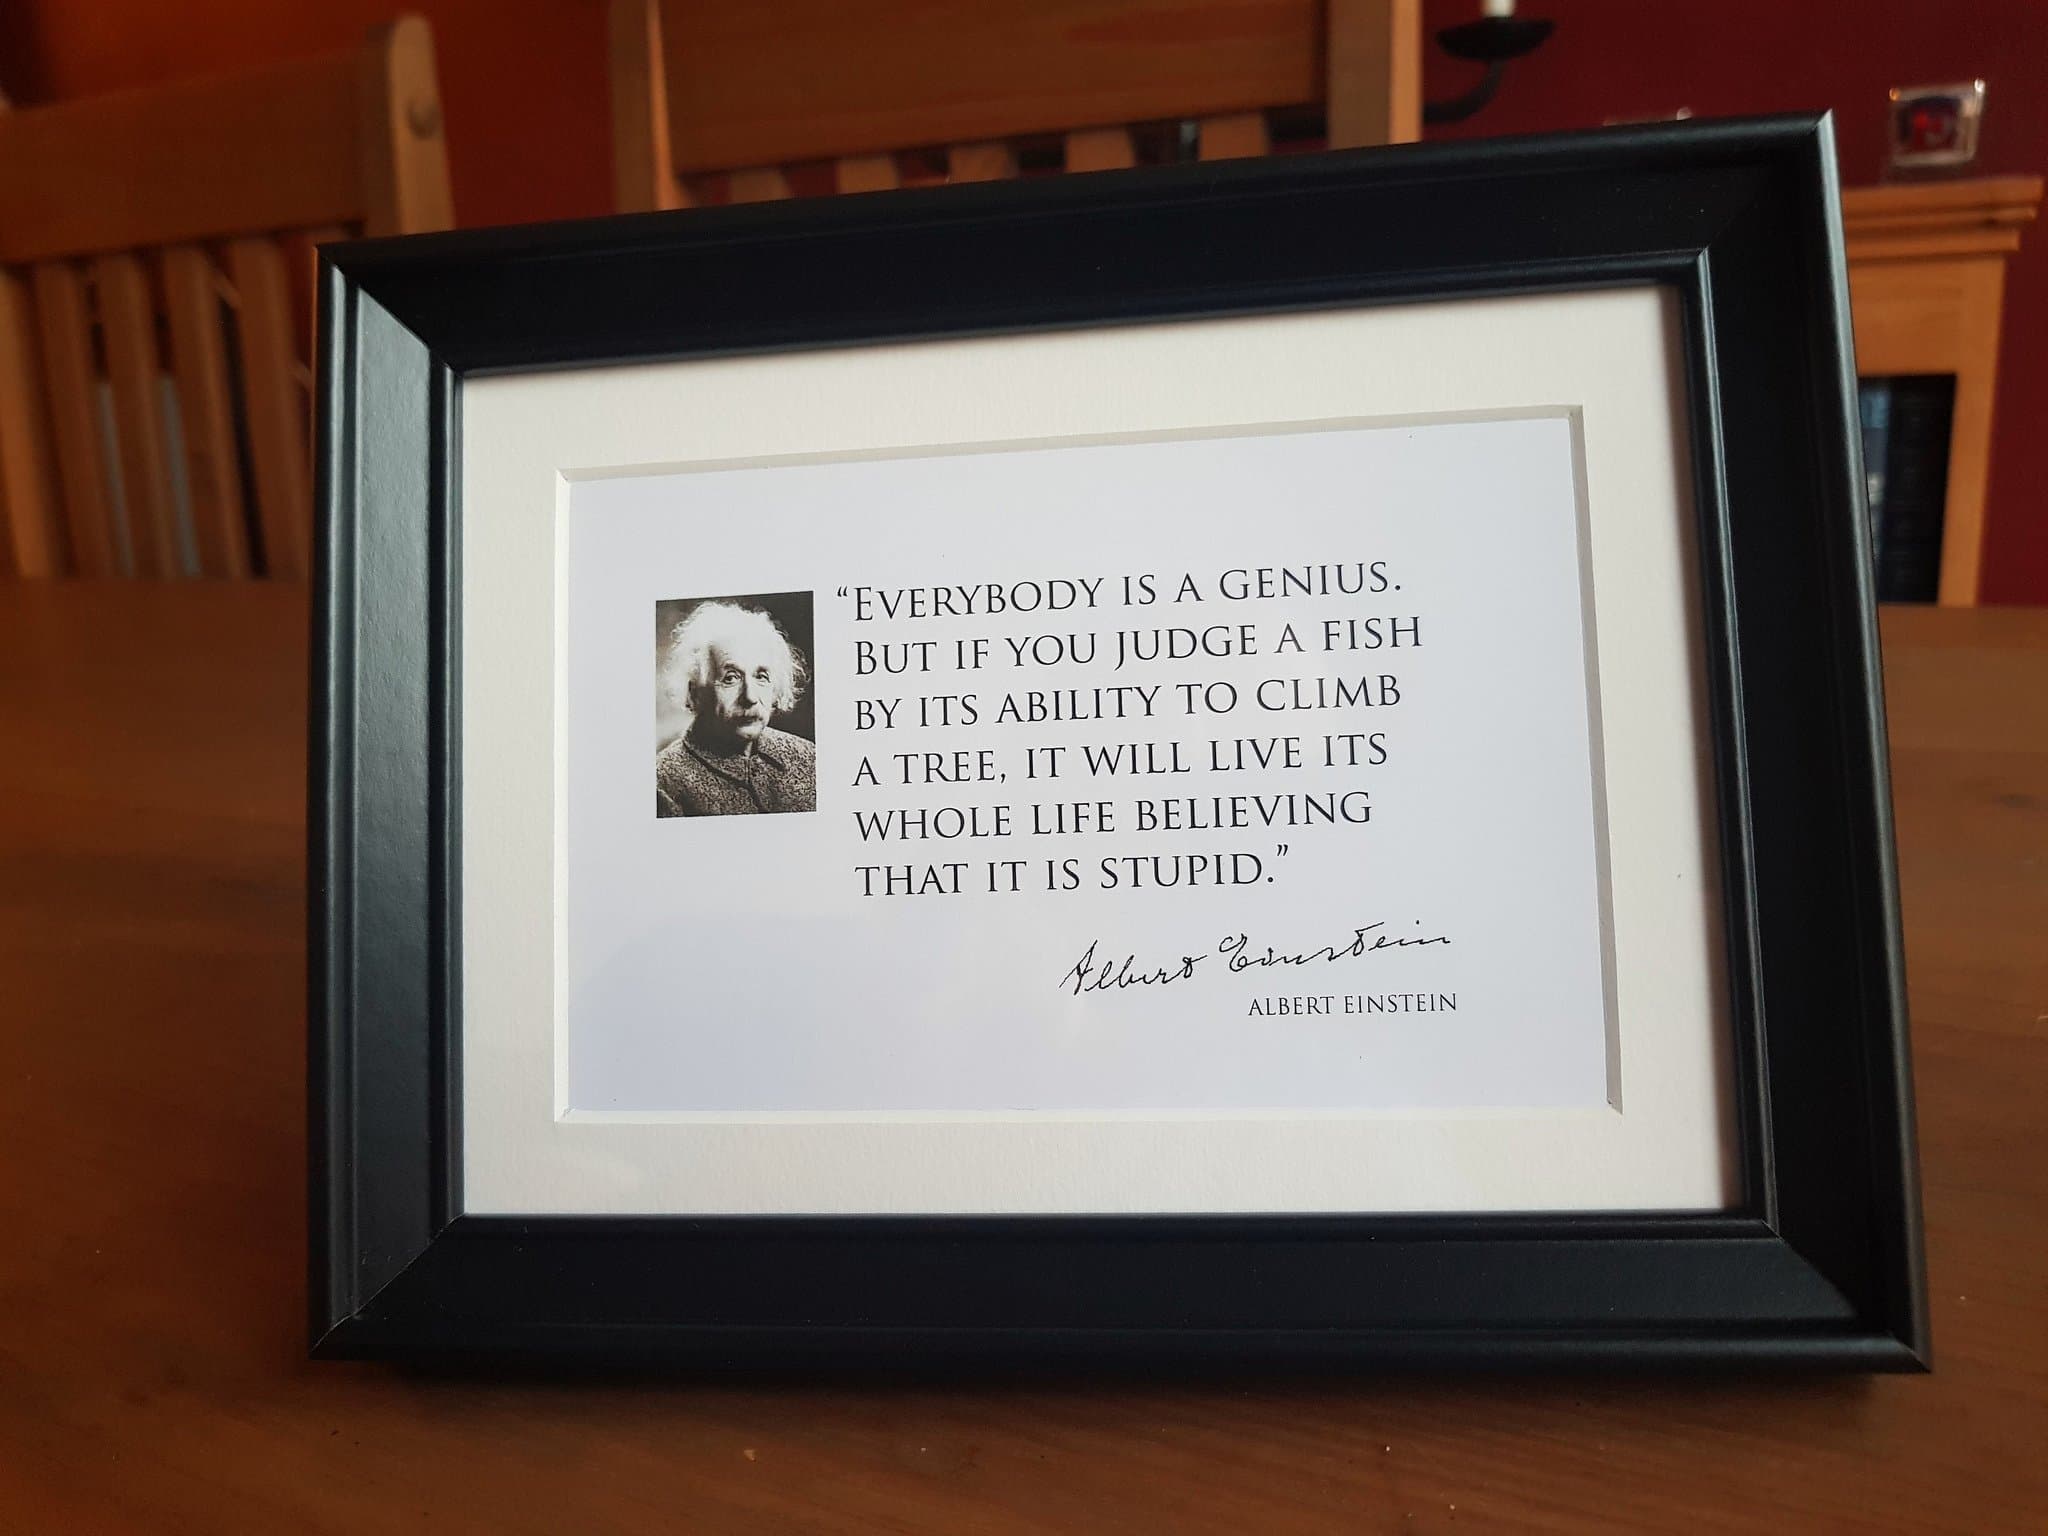 “Everybody is a genius.
But if you judge a fish
by its ability to climb
a tree, it will live its
whole life believing
that it is stupid.”
Albert Einstein
Albert Einstein